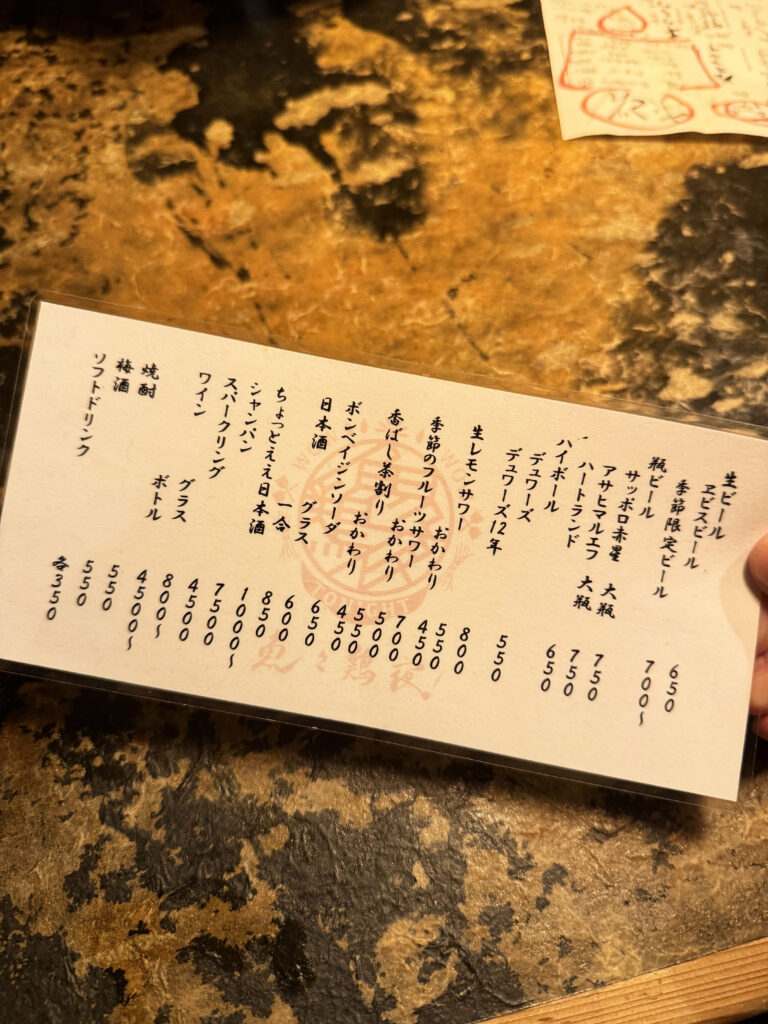 生ビール
ヱビスビール 650
季節限定ビール 700〜
瓶ビール
サッポロ赤星 大瓶 750
アサヒマルエフ 大瓶 750
ハートランド 650
ハイボール
デュワーズ 550
デュワーズ12年 800
生レモンサワー 550
おかわり 450
季節のフルーツサワー 700
おかわり 500
香ばし茶割り 550
おかわり 450
ボンベイジンソーダ 650
日本酒
グラス 600
一合 850
ちょっとええ日本酒 1000〜
シャンパン 7500
スパークリング 4500
ワイン
グラス 800〜
ボトル 4500〜
焼酎 550
梅酒 550
ソフトドリンク 各350
TONIGHT